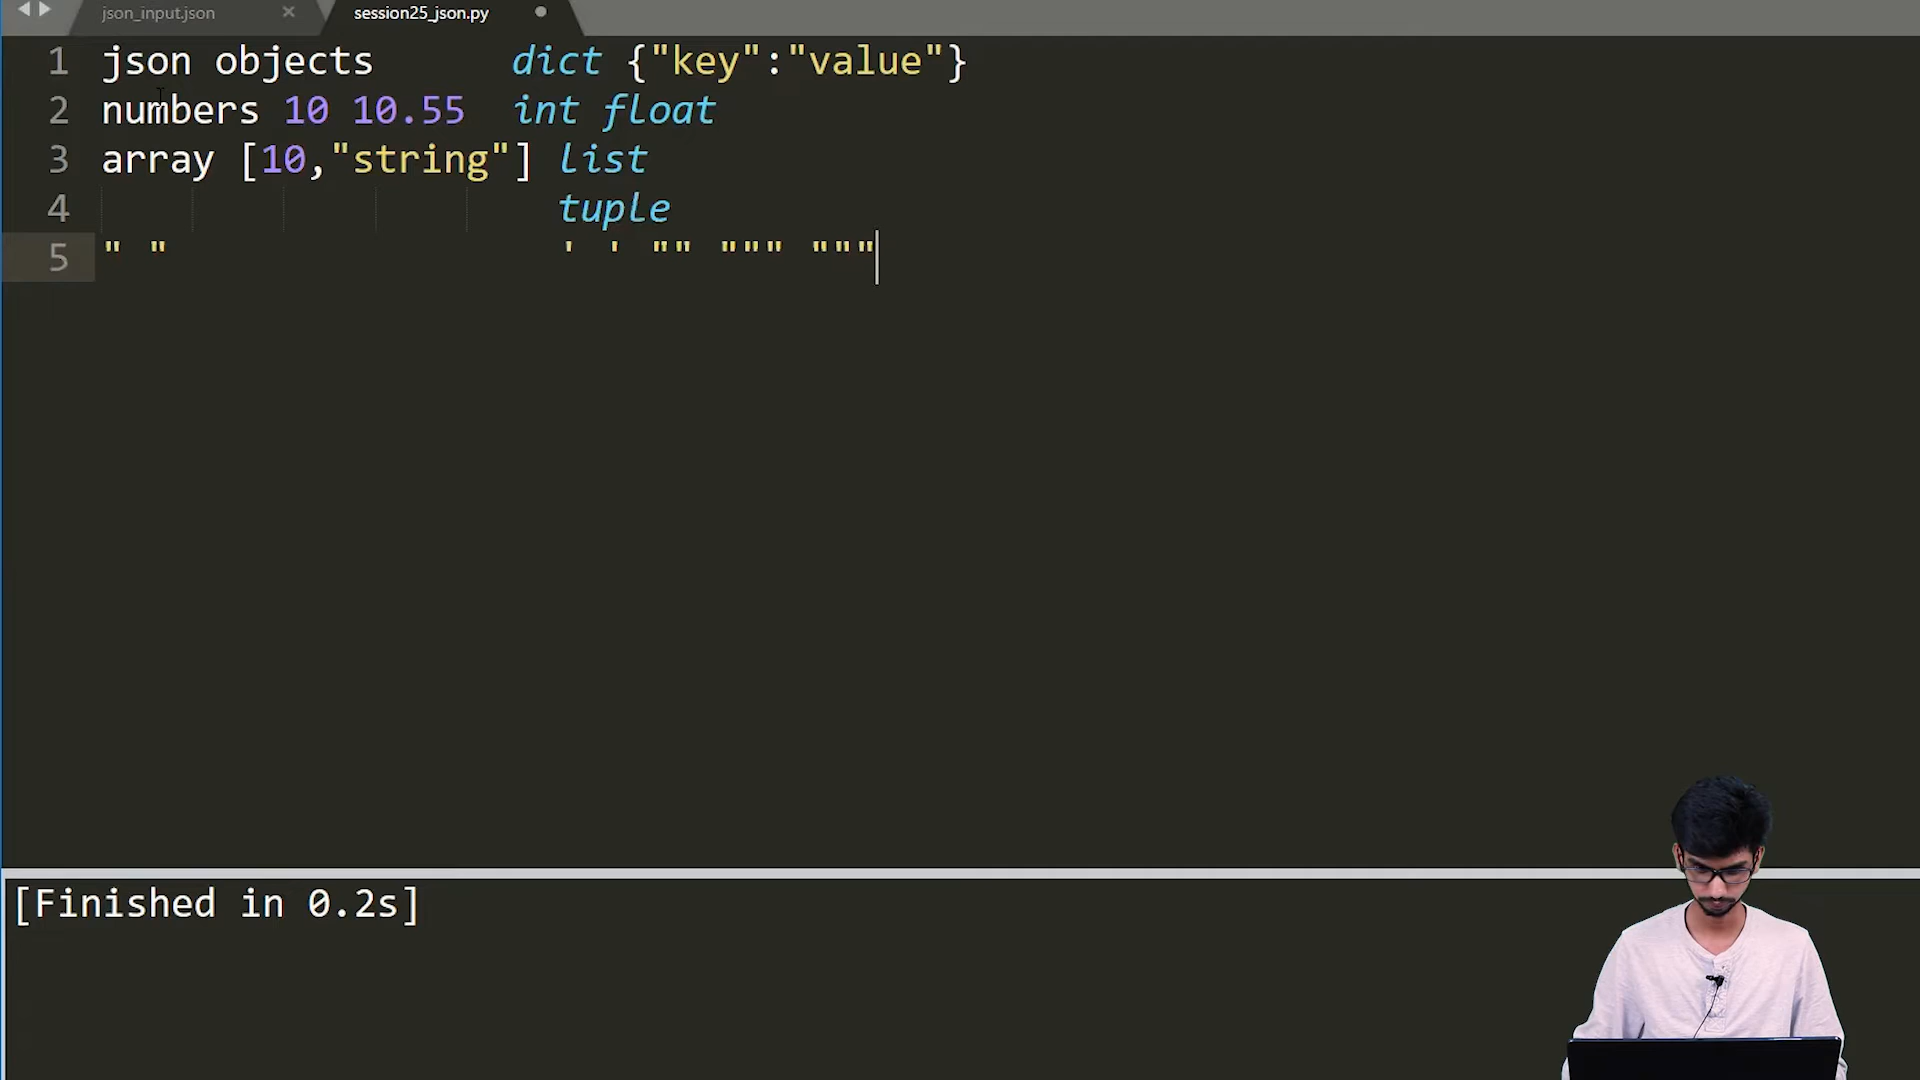 json_input.json × session25_json.py
1 json objects dict {"key":"value"}
2 numbers 10 10.55 int float
3 array [10,"string"] list
4 tuple
5 " " ' ' "" """ """
[Finished in 0.2s]